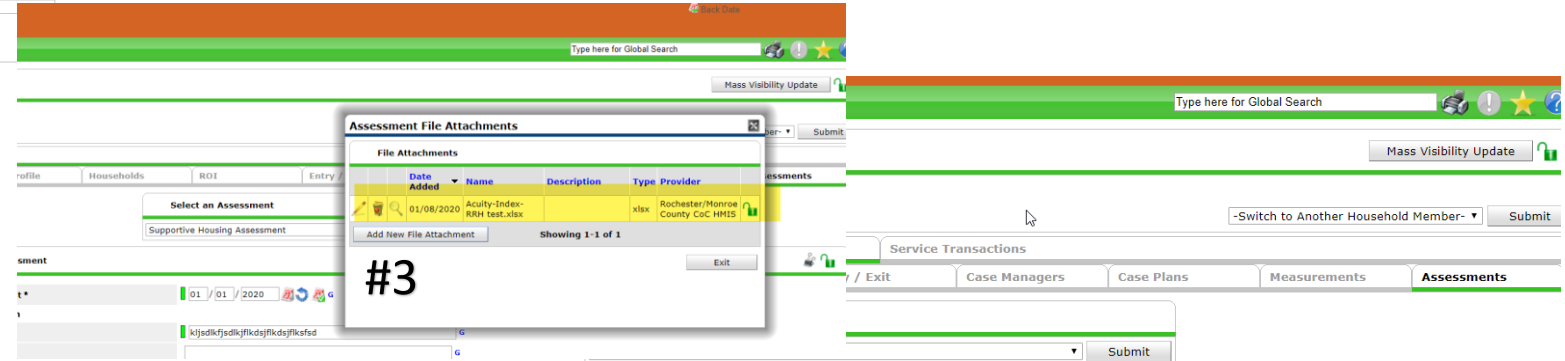 Back Date
Type here for Global Search
Mass Visibility Update
ber- Submit
Assessment File Attachments
File Attachments
Date Added Name Description Type Provider
01/08/2020 Acuity-Index-RRH test.xlsx xlsx Rochester/Monroe County CoC HMIS
Add New File Attachment Showing 1-1 of 1
Exit
#3
rofile Households ROI Entry / essments
Select an Assessment
Supportive Housing Assessment
sment
t* 01 / 01 / 2020 G
kljsdlkfjsdlkjflkdsjflkdsjflksfsd G
G
Type here for Global Search
Mass Visibility Update
-Switch to Another Household Member- Submit
Service Transactions
/ Exit Case Managers Case Plans Measurements Assessments
Submit